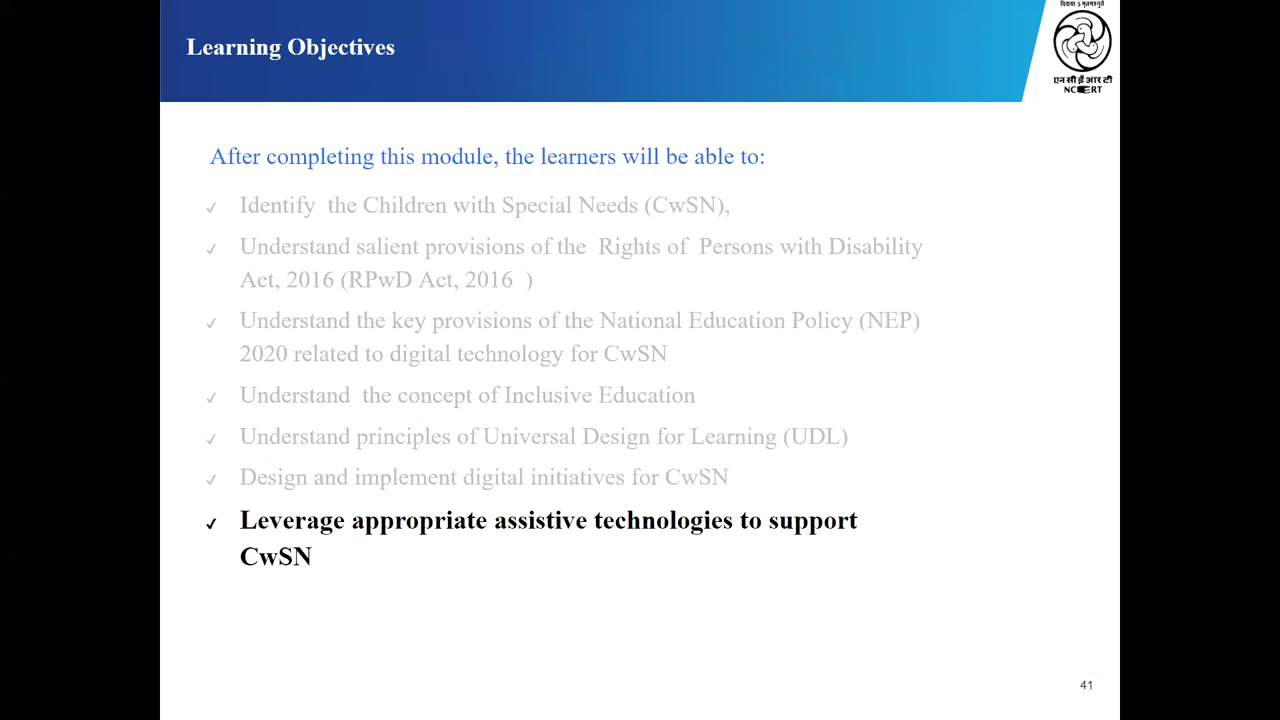 विद्यया ऽ मृतमश्नुते
Learning Objectives
एन सी ई आर टी
NCERT
After completing this module, the learners will be able to:
✓ Identify the Children with Special Needs (CwSN),
✓ Understand salient provisions of the Rights of Persons with Disability
Act, 2016 (RPwD Act, 2016 )
✓ Understand the key provisions of the National Education Policy (NEP)
2020 related to digital technology for CwSN
✓ Understand the concept of Inclusive Education
✓ Understand principles of Universal Design for Learning (UDL)
✓ Design and implement digital initiatives for CwSN
✓ Leverage appropriate assistive technologies to support
CwSN
41